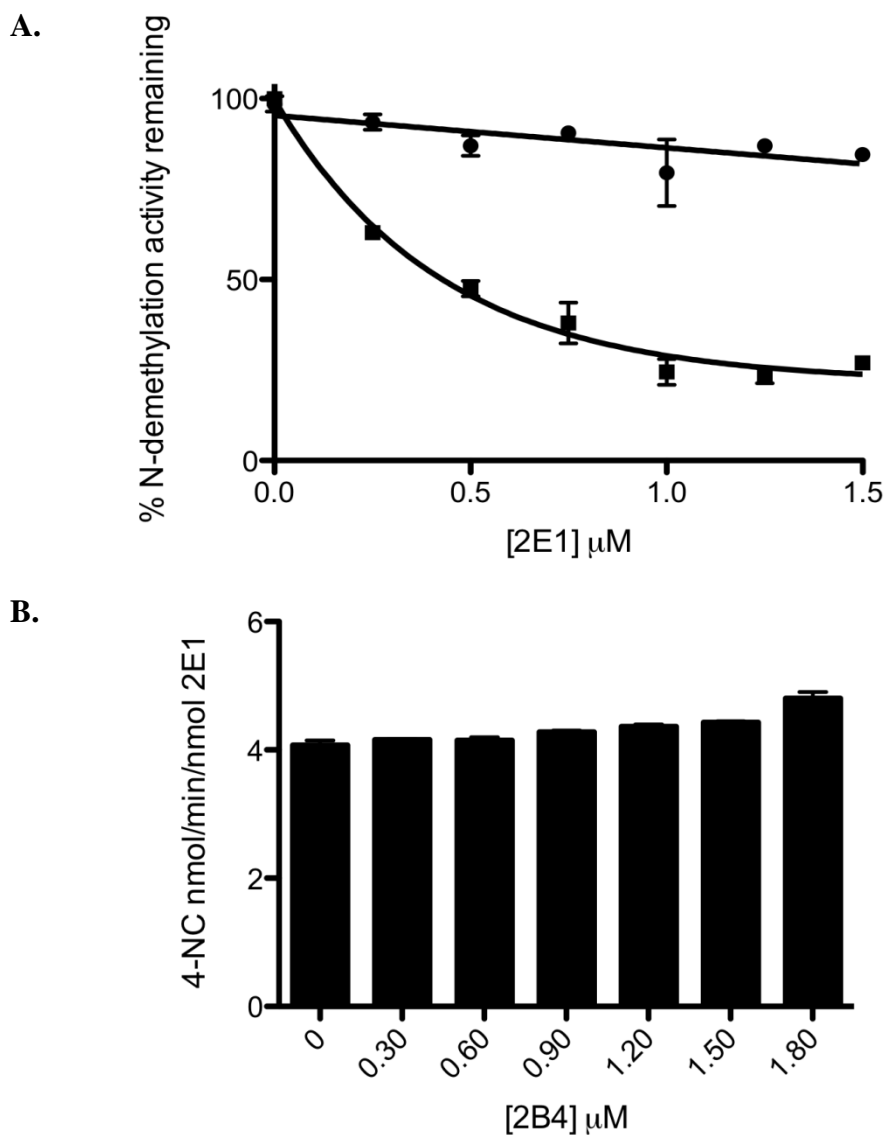 A.
% N-demethylation activity remaining
100
50
0
0.0 0.5 1.0 1.5
[2E1] μM
B.
4-NC nmol/min/nmol 2E1
6
4
2
0
0 0.30 0.60 0.90 1.20 1.50 1.80
[2B4] μM